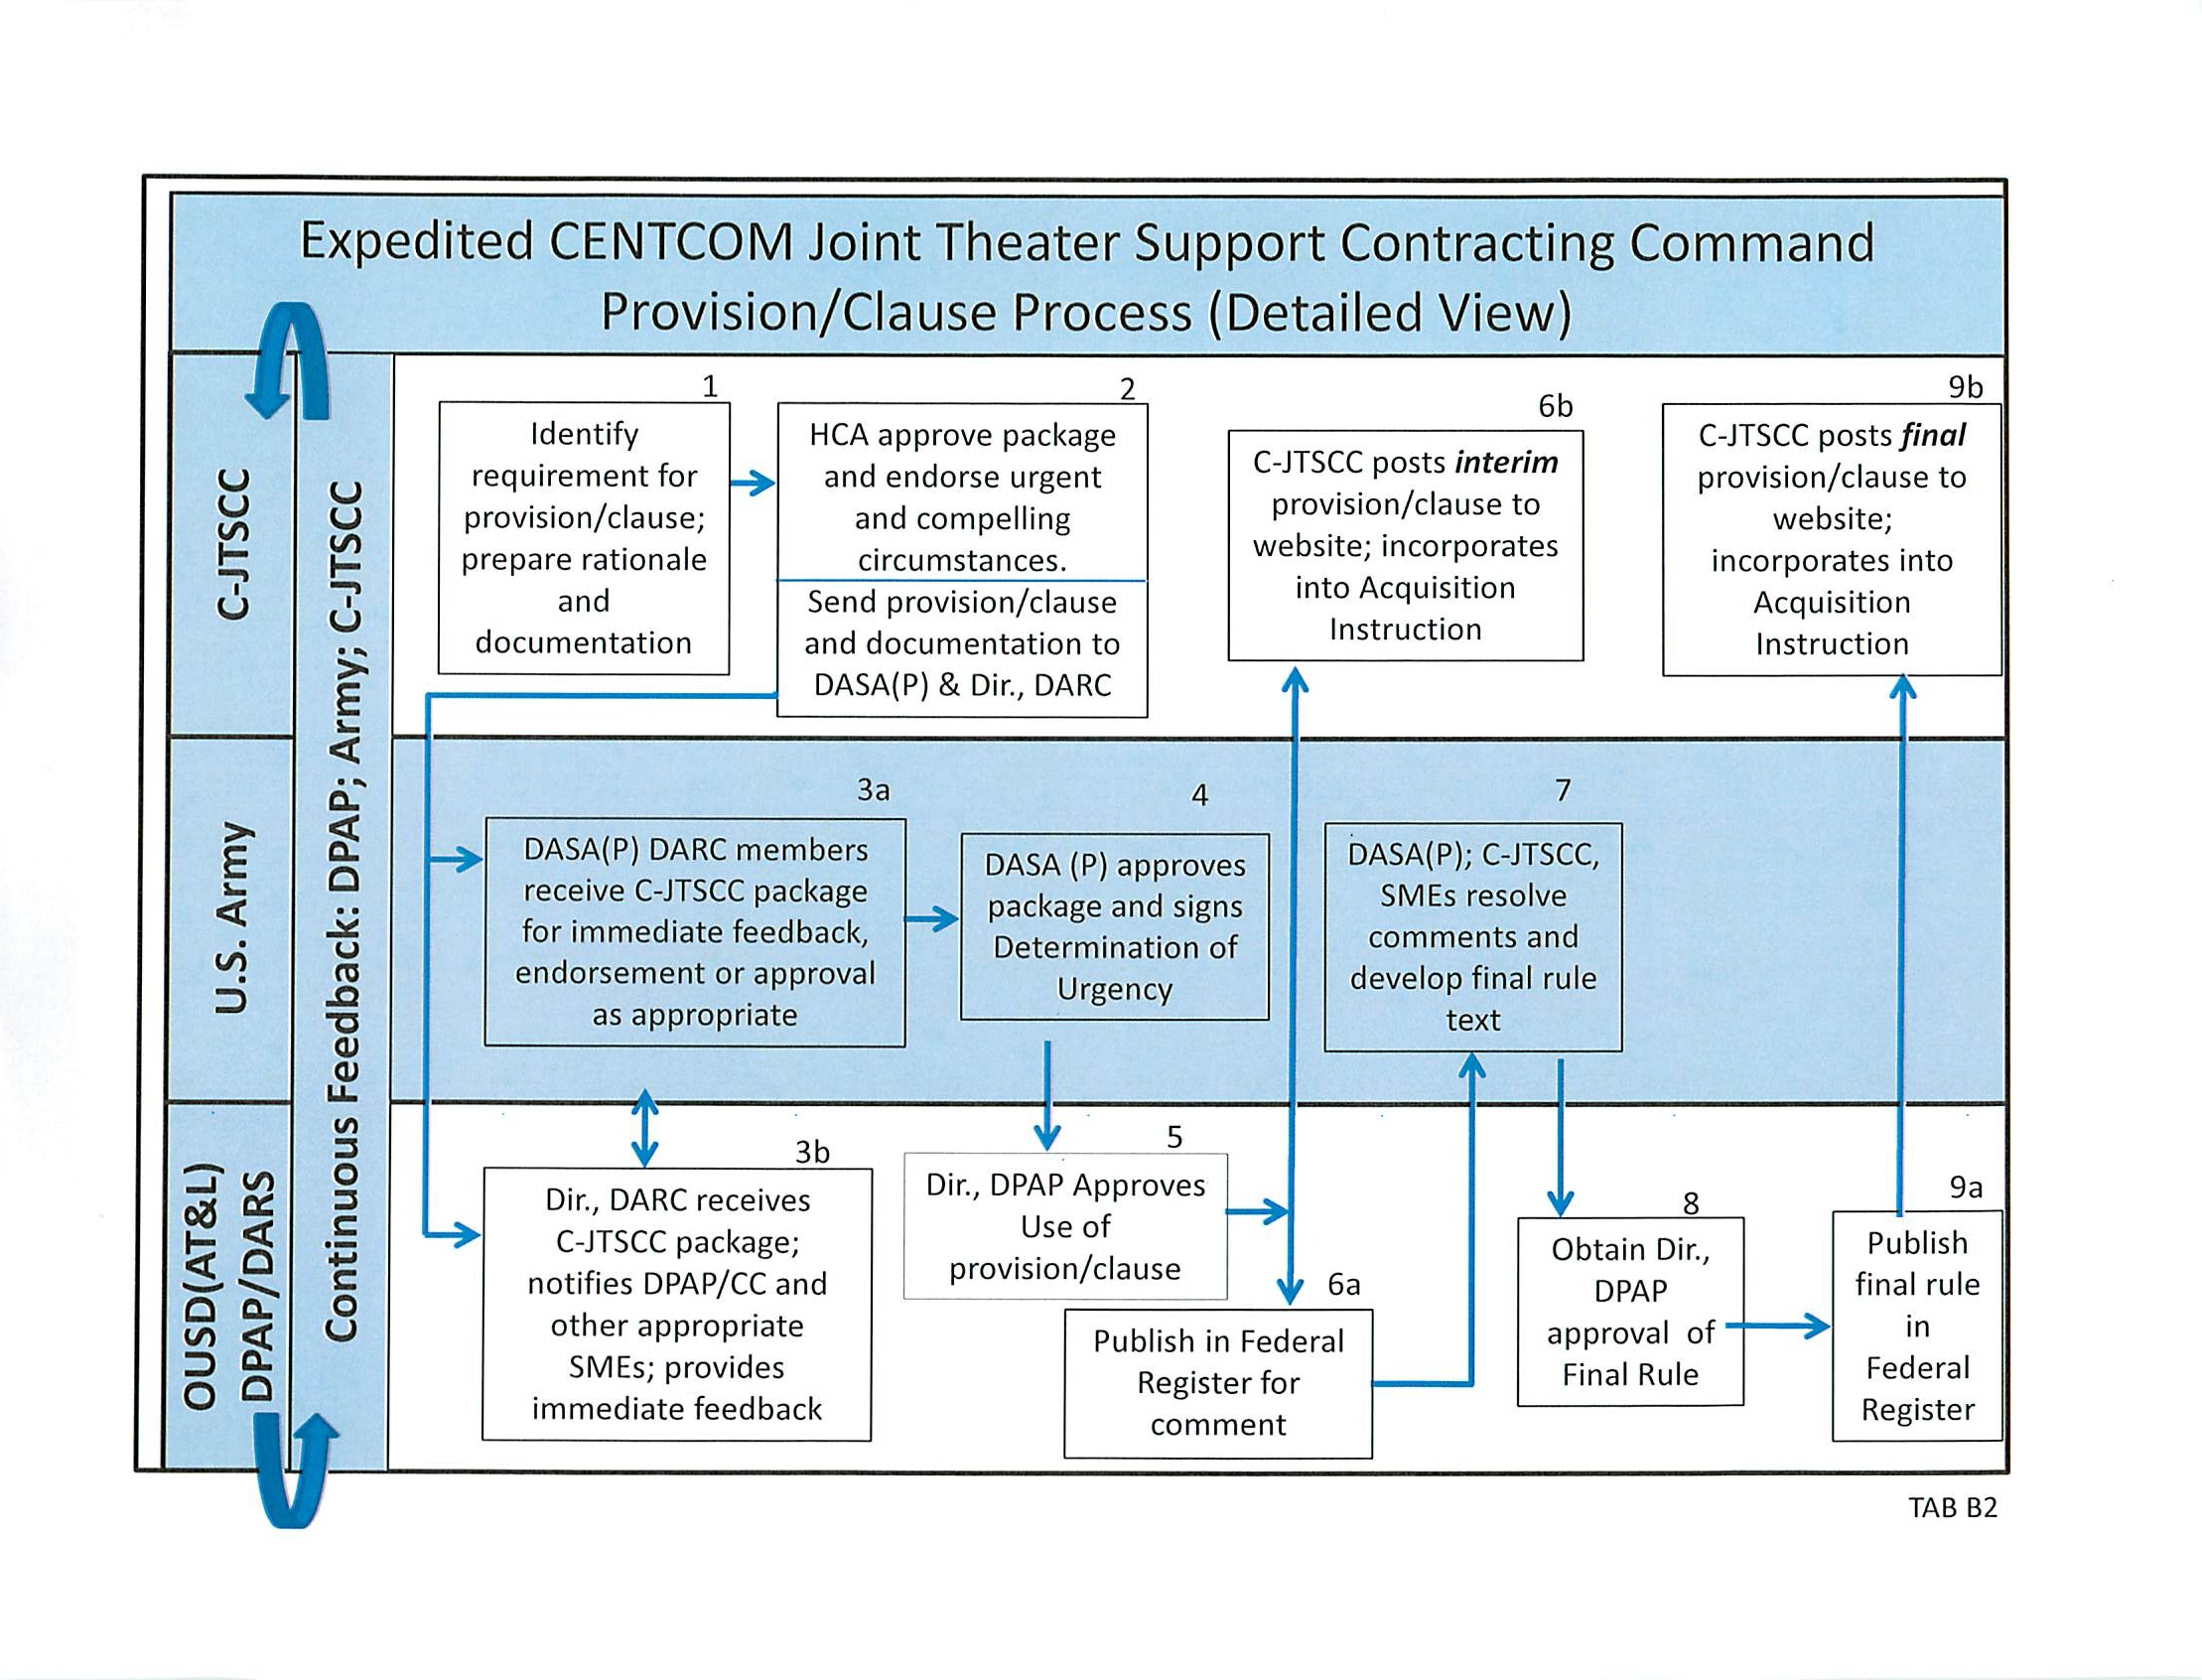 Expedited CENTCOM Joint Theater Support Contracting Command
Provision/Clause Process (Detailed View)
C-JTSCC
Continuous Feedback: DPAP; Army; C-JTSCC
1
Identify
requirement for
provision/clause;
prepare rationale
and
documentation
2
HCA approve package
and endorse urgent
and compelling
circumstances.
Send provision/clause
and documentation to
DASA(P) & Dir., DARC
6b
C-JTSCC posts interim
provision/clause to
website; incorporates
into Acquisition
Instruction
9b
C-JTSCC posts final
provision/clause to
website;
incorporates into
Acquisition
Instruction
U.S. Army
3a
DASA(P) DARC members
receive C-JTSCC package
for immediate feedback,
endorsement or approval
as appropriate
4
DASA (P) approves
package and signs
Determination of
Urgency
7
DASA(P); C-JTSCC,
SMEs resolve
comments and
develop final rule
text
OUSD(AT&L)
DPAP/DARS
3b
Dir., DARC receives
C-JTSCC package;
notifies DPAP/CC and
other appropriate
SMEs; provides
immediate feedback
5
Dir., DPAP Approves
Use of
provision/clause
6a
Publish in Federal
Register for
comment
8
Obtain Dir.,
DPAP
approval of
Final Rule
9a
Publish
final rule
in
Federal
Register
TAB B2